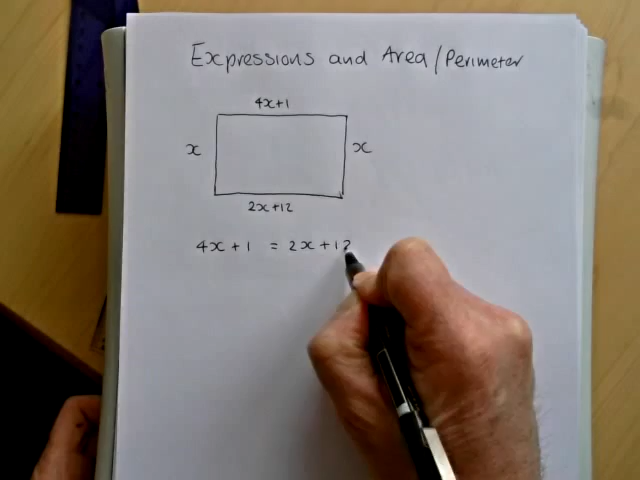 Expressions and Area/Perimeter
4x+1
x
x
2x+12
4x+1 = 2x+12